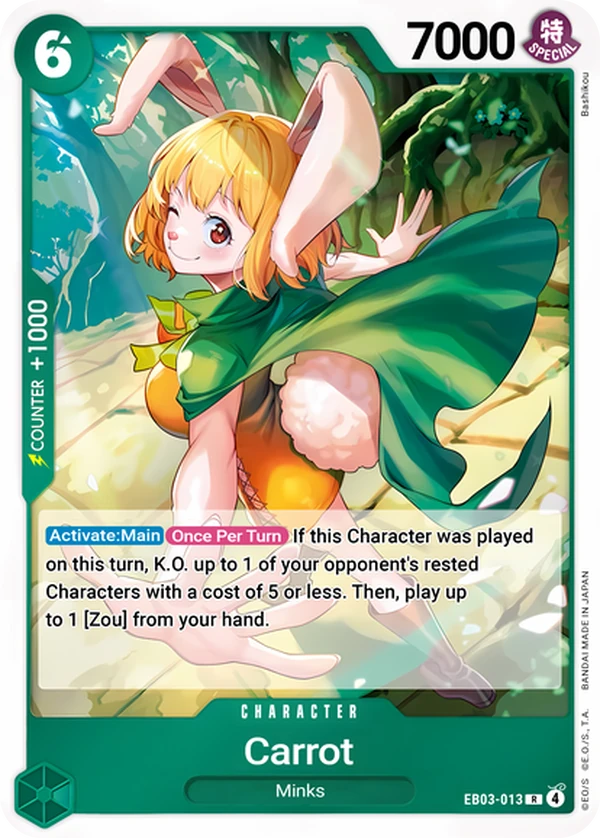 6
7000
特
SPECIAL
Bashikou
COUNTER +1000
Activate:Main Once Per Turn If this Character was played
on this turn, K.O. up to 1 of your opponent's rested
Characters with a cost of 5 or less. Then, play up
to 1 [Zou] from your hand.
CHARACTER
Carrot
Minks
EB03-013 R 4
©EO/S ©E.O./S., T.A. BANDAI MADE IN JAPAN